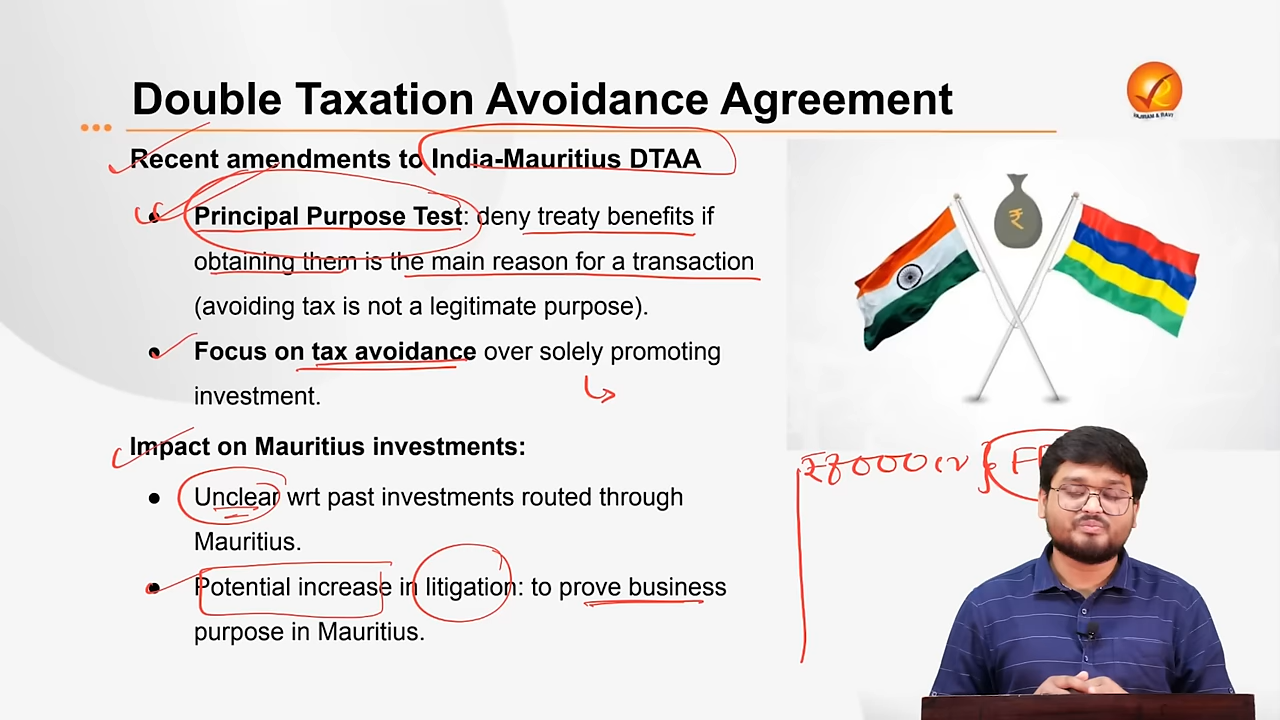 Double Taxation Avoidance Agreement
Recent amendments to India-Mauritius DTAA
• Principal Purpose Test: deny treaty benefits if
obtaining them is the main reason for a transaction
(avoiding tax is not a legitimate purpose).
• Focus on tax avoidance over solely promoting
investment.
Impact on Mauritius investments:
• Unclear wrt past investments routed through
Mauritius.
• Potential increase in litigation: to prove business
purpose in Mauritius.
₹